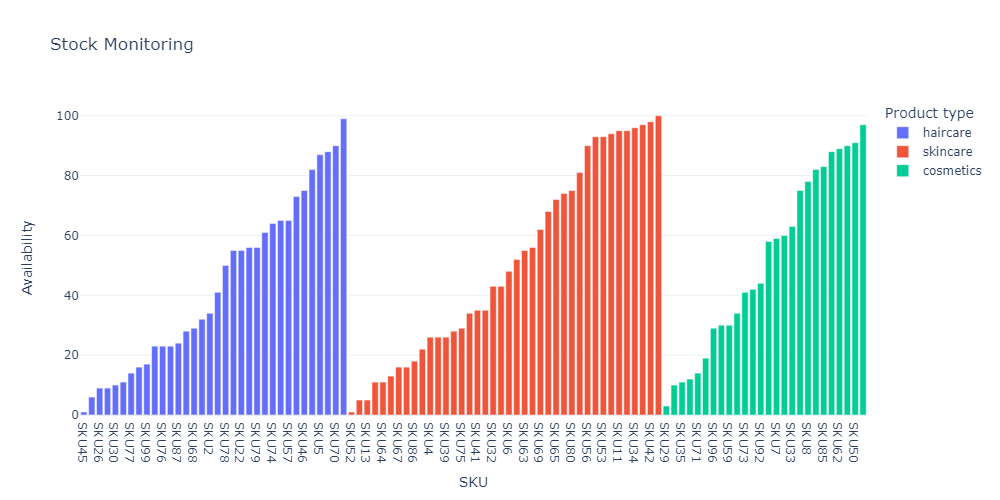 Stock Monitoring
100
80
60
40
20
0
Availability
SKU45
SKU26
SKU30
SKU77
SKU99
SKU76
SKU87
SKU68
SKU2
SKU78
SKU22
SKU79
SKU74
SKU57
SKU46
SKU5
SKU70
SKU52
SKU13
SKU64
SKU67
SKU86
SKU4
SKU39
SKU75
SKU41
SKU32
SKU6
SKU63
SKU69
SKU65
SKU80
SKU56
SKU53
SKU11
SKU34
SKU42
SKU29
SKU35
SKU71
SKU96
SKU59
SKU73
SKU92
SKU7
SKU33
SKU8
SKU85
SKU62
SKU50
SKU
Product type
haircare
skincare
cosmetics